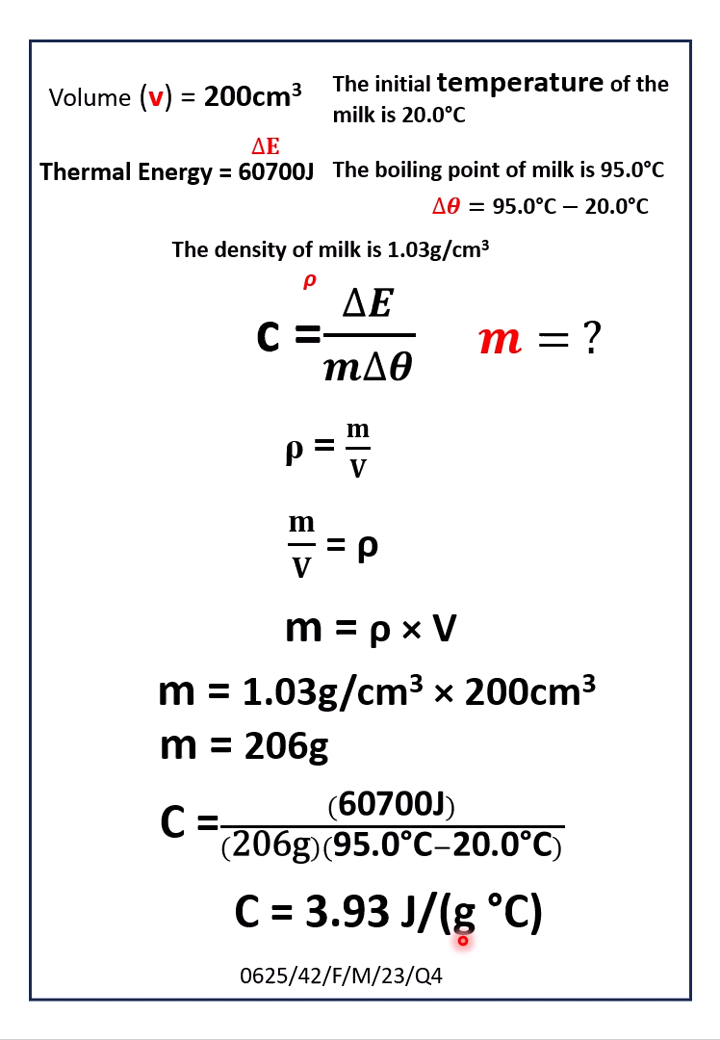 Volume (v) = 200cm³
The initial temperature of the
milk is 20.0°C
ΔE
Thermal Energy = 60700J
The boiling point of milk is 95.0°C
Δθ = 95.0°C − 20.0°C
The density of milk is 1.03g/cm³
ρ
c = ΔE / mΔθ
m = ?
ρ = m / V
m / V = ρ
m = ρ × V
m = 1.03g/cm³ × 200cm³
m = 206g
C = (60700J) / (206g)(95.0°C−20.0°C)
C = 3.93 J/(g °C)
0625/42/F/M/23/Q4